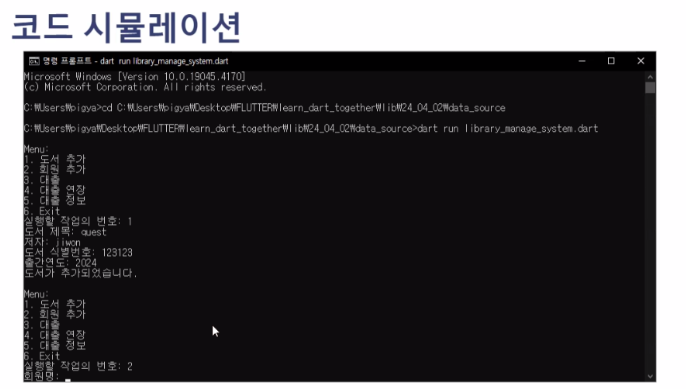 코드 시뮬레이션
명령 프롬프트 - dart run library_manage_system.dart
Microsoft Windows [Version 10.0.19045.4170]
(c) Microsoft Corporation. All rights reserved.
C:₩Users₩pigya>cd C:₩Users₩pigya₩Desktop₩FLUTTER₩learn_dart_together₩lib₩24_04_02₩data_source
C:₩Users₩pigya₩Desktop₩FLUTTER₩learn_dart_together₩lib₩24_04_02₩data_source>dart run library_manage_system.dart
Menu:
1. 도서 추가
2. 회원 추가
3. 대출
4. 대출 연장
5. 대출 정보
6. Exit
실행할 작업의 번호: 1
도서 제목: quest
저자: jiwon
도서 식별번호: 123123
출간연도: 2024
도서가 추가되었습니다.
Menu:
1. 도서 추가
2. 회원 추가
3. 대출
4. 대출 연장
5. 대출 정보
6. Exit
실행할 작업의 번호: 2
회원명: